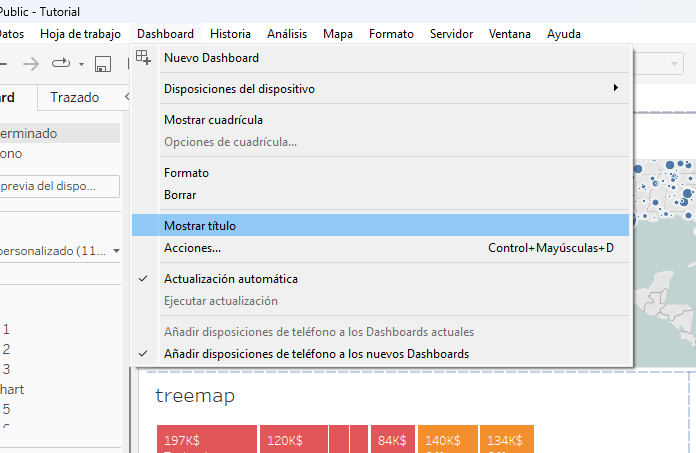 Public - Tutorial
Datos Hoja de trabajo Dashboard Historia Análisis Mapa Formato Servidor Ventana Ayuda
Trazado
Nuevo Dashboard
Disposiciones del dispositivo
Mostrar cuadrícula
Opciones de cuadrícula...
Formato
Borrar
Mostrar título
Acciones... Control+Mayúsculas+D
Actualización automática
Ejecutar actualización
Añadir disposiciones de teléfono a los Dashboards actuales
Añadir disposiciones de teléfono a los nuevos Dashboards
rd
erminado
ono
previa del dispo...
personalizado (11...
1
2
3
hart
5
6
treemap
197K$ 120K$ 84K$ 140K$ 134K$